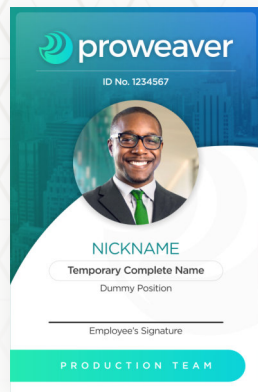 proweaver
ID No. 1234567
NICKNAME
Temporary Complete Name
Dummy Position
Employee's Signature
PRODUCTION TEAM